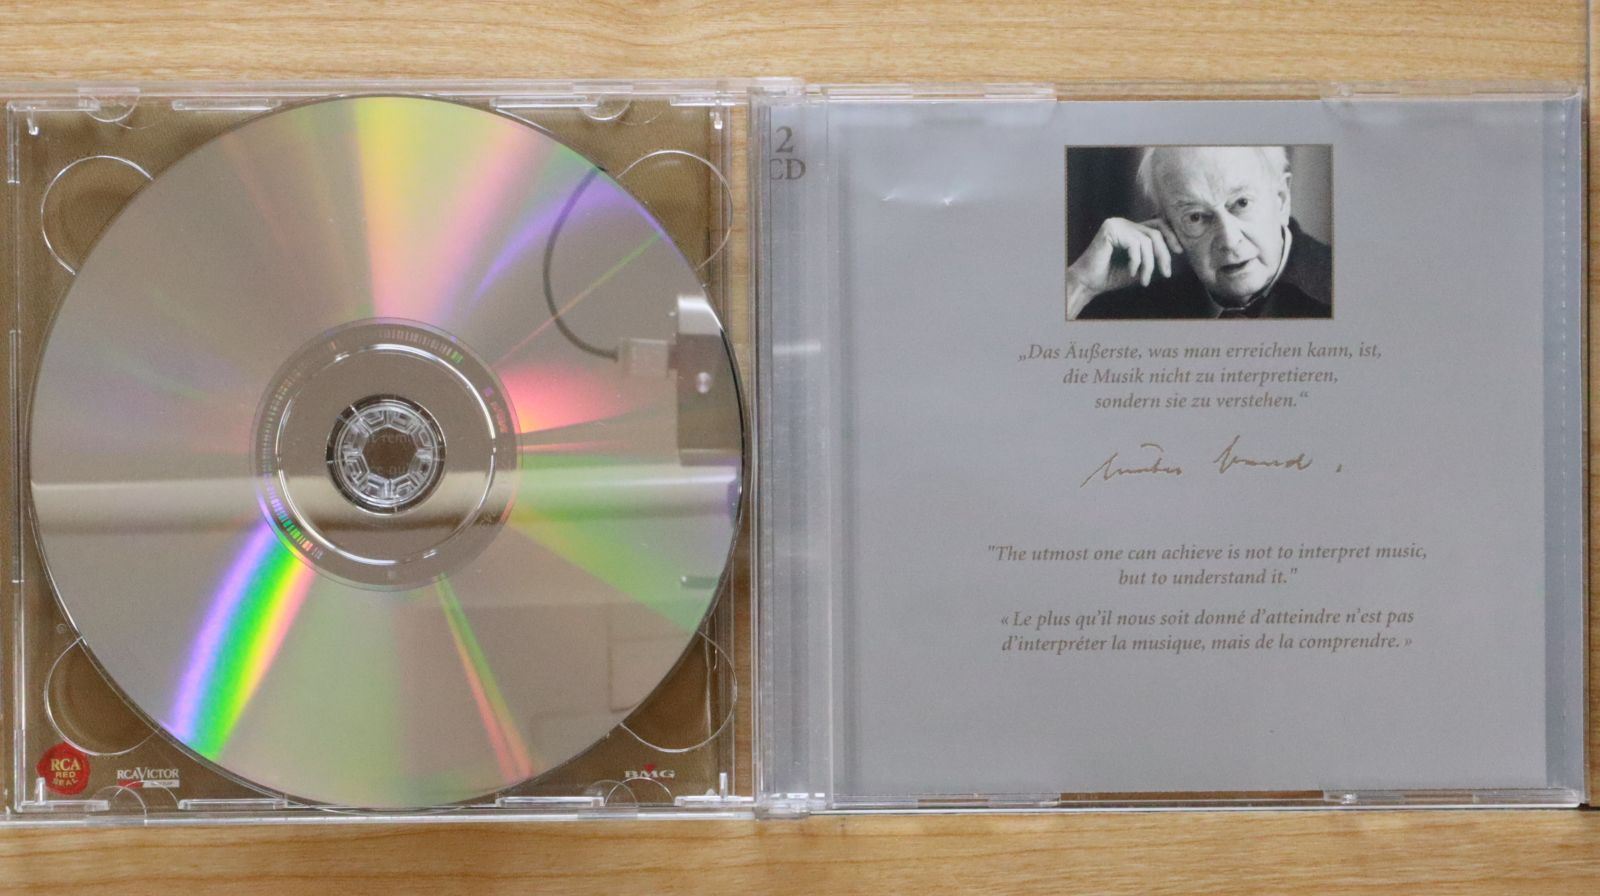 2
CD
„Das Äußerste, was man erreichen kann, ist,
die Musik nicht zu interpretieren,
sondern sie zu verstehen.“
"The utmost one can achieve is not to interpret music,
but to understand it."
« Le plus qu'il nous soit donné d'atteindre n'est pas
d'interpréter la musique, mais de la comprendre. »
RCA
RED
SEAL
RCA VICTOR
BMG